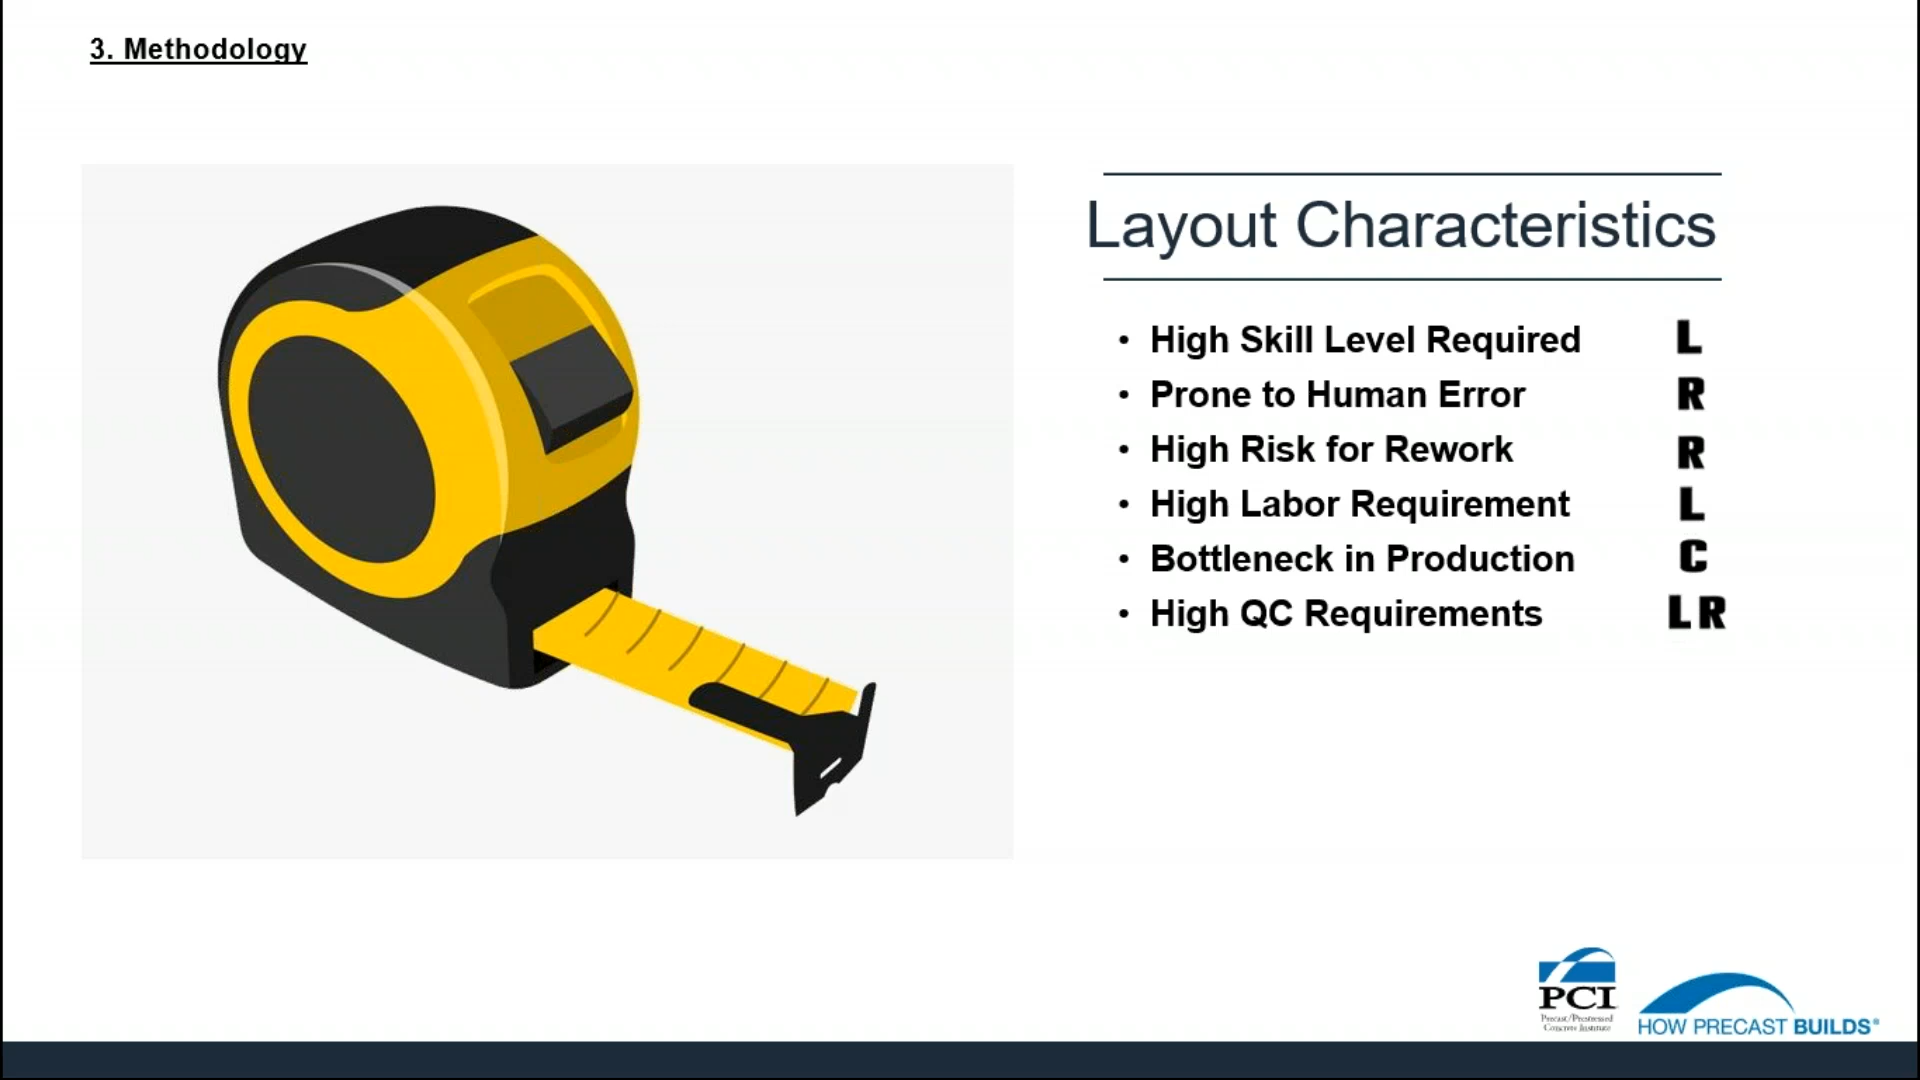 3. Methodology
Layout Characteristics
• High Skill Level Required L
• Prone to Human Error R
• High Risk for Rework R
• High Labor Requirement L
• Bottleneck in Production C
• High QC Requirements L R
PCI
Precast/Prestressed
Concrete Institute
HOW PRECAST BUILDS®